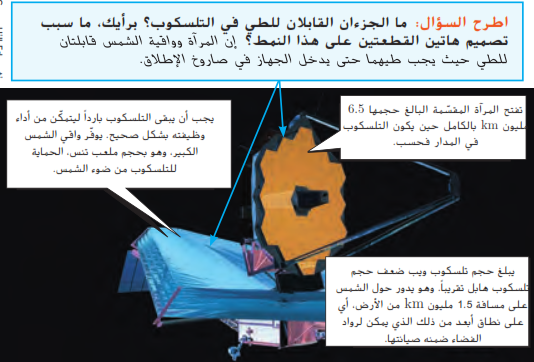 اطرح السؤال: ما الجزءان القابلان للطي في التلسكوب؟ برأيك، ما سبب
تصميم هاتين القطعتين على هذا النمط؟ إن المرآة وواقية الشمس قابلتان
للطي حيث يجب طيهما حتى يدخل الجهاز في صاروخ الإطلاق.
تفتح المرآة المقسّمة البالغ حجمها 6.5
مليون km بالكامل حين يكون التلسكوب
في المدار فحسب.
يجب أن يبقى التلسكوب بارداً ليتمكّن من أداء
وظيفته بشكل صحيح. يوفّر واقي الشمس
الكبير، وهو بحجم ملعب تنس، الحماية
للتلسكوب من ضوء الشمس.
يبلغ حجم تلسكوب ويب ضعف حجم
تلسكوب هابل تقريباً. وهو يدور حول الشمس
على مسافة 1.5 مليون km من الأرض، أي
على نطاق أبعد من ذلك الذي يمكن لرواد
الفضاء ضمنه صيانتها.